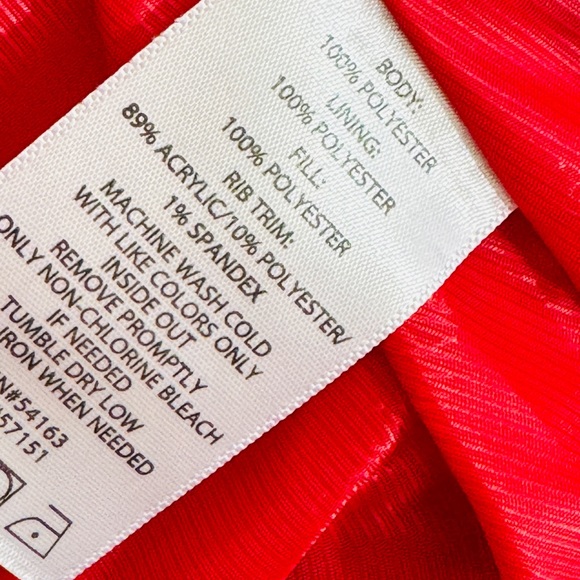 BODY:
100% POLYESTER
LINING:
100% POLYESTER
FILL:
100% POLYESTER
RIB TRIM:
89% ACRYLIC/10% POLYESTER/
1% SPANDEX
MACHINE WASH COLD
WITH LIKE COLORS ONLY
INSIDE OUT
REMOVE PROMPTLY
ONLY NON-CHLORINE BLEACH
IF NEEDED
TUMBLE DRY LOW
IRON WHEN NEEDED
N#54163
57151